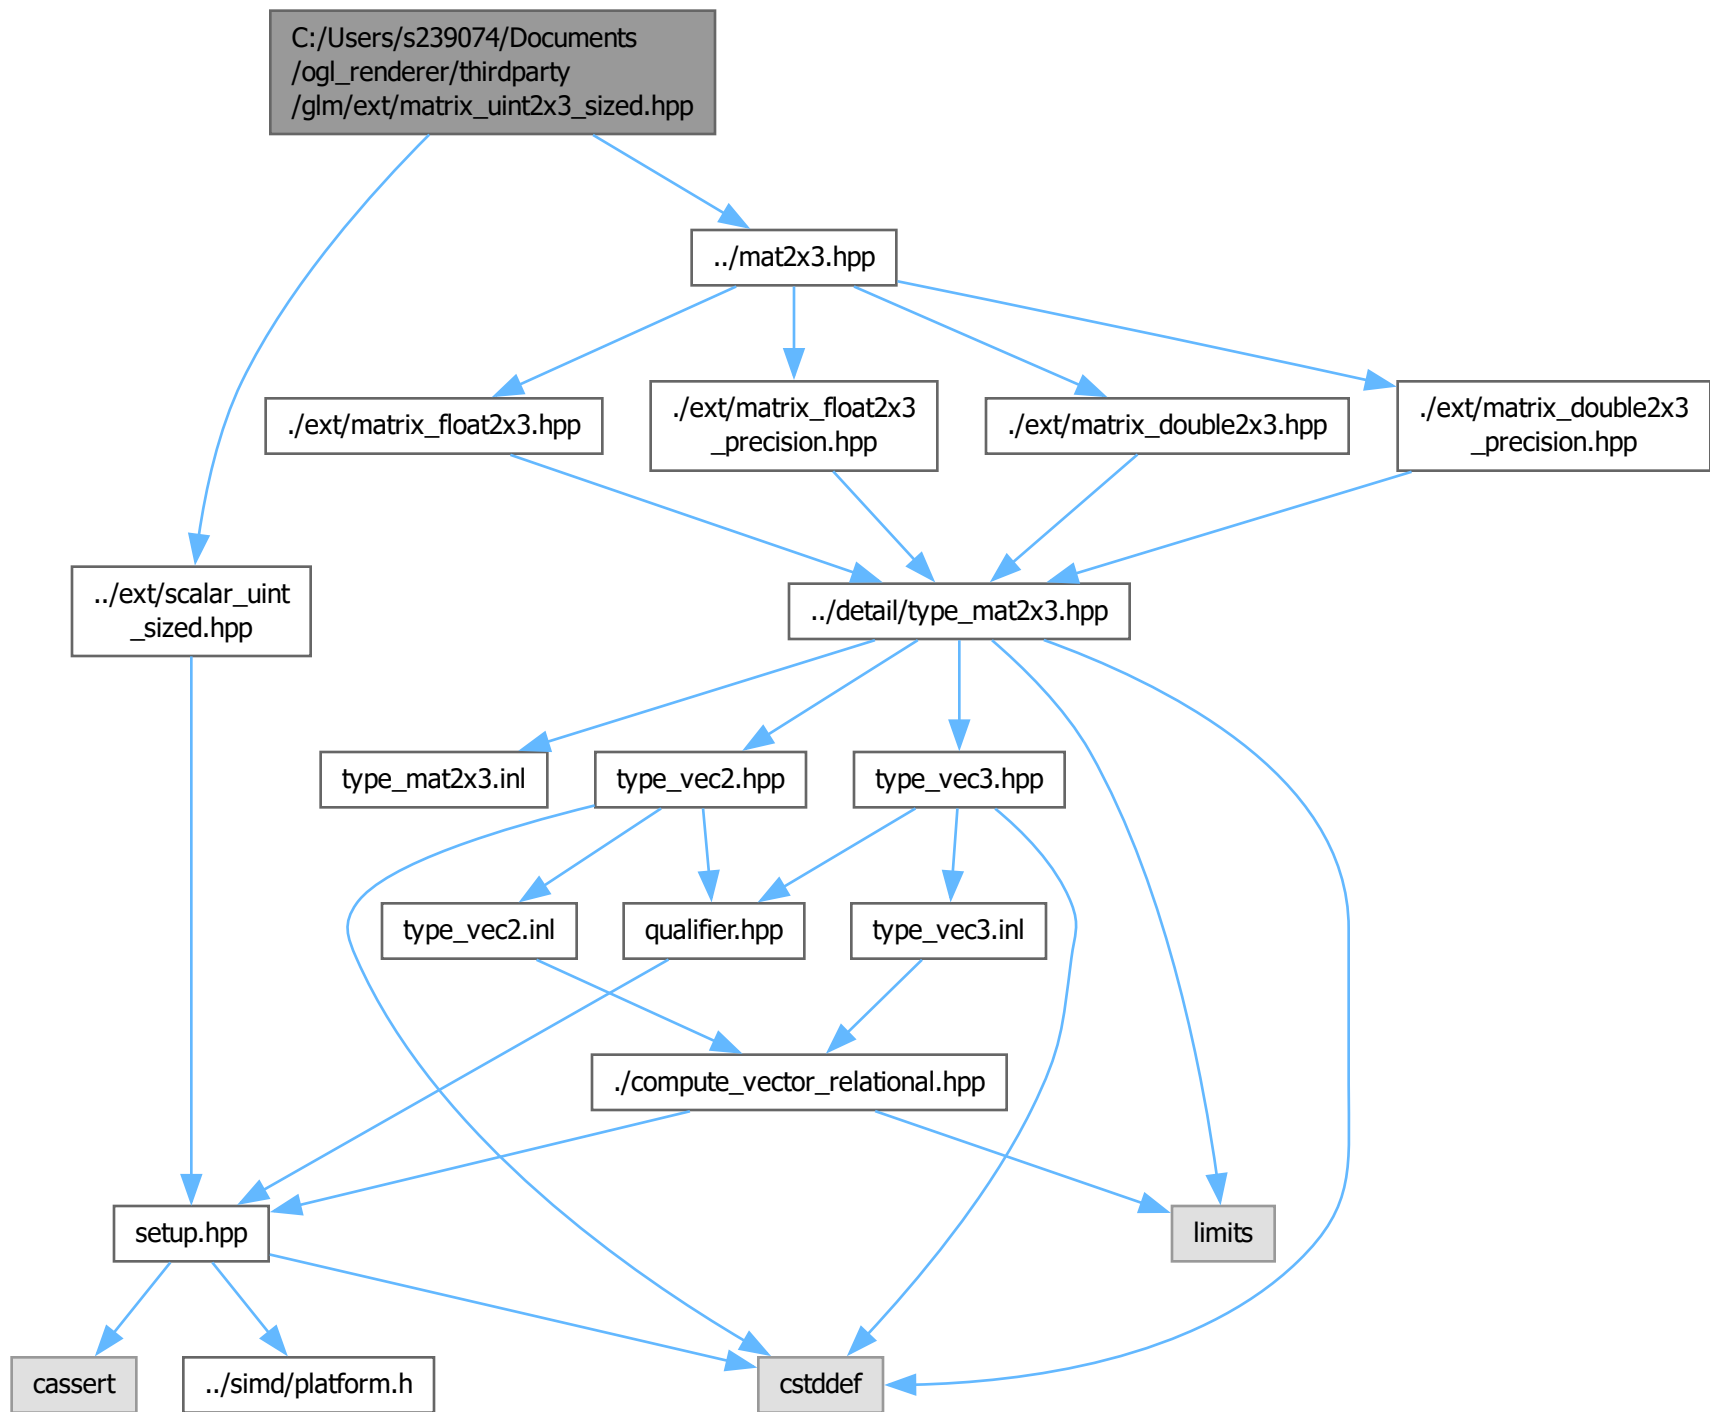 C:/Users/s239074/Documents
/ogl_renderer/thirdparty
/glm/ext/matrix_uint2x3_sized.hpp
../mat2x3.hpp
./ext/matrix_float2x3.hpp
./ext/matrix_float2x3
_precision.hpp
./ext/matrix_double2x3.hpp
./ext/matrix_double2x3
_precision.hpp
../ext/scalar_uint
_sized.hpp
../detail/type_mat2x3.hpp
type_mat2x3.inl
type_vec2.hpp
type_vec3.hpp
type_vec2.inl
qualifier.hpp
type_vec3.inl
./compute_vector_relational.hpp
setup.hpp
limits
cassert
../simd/platform.h
cstddef